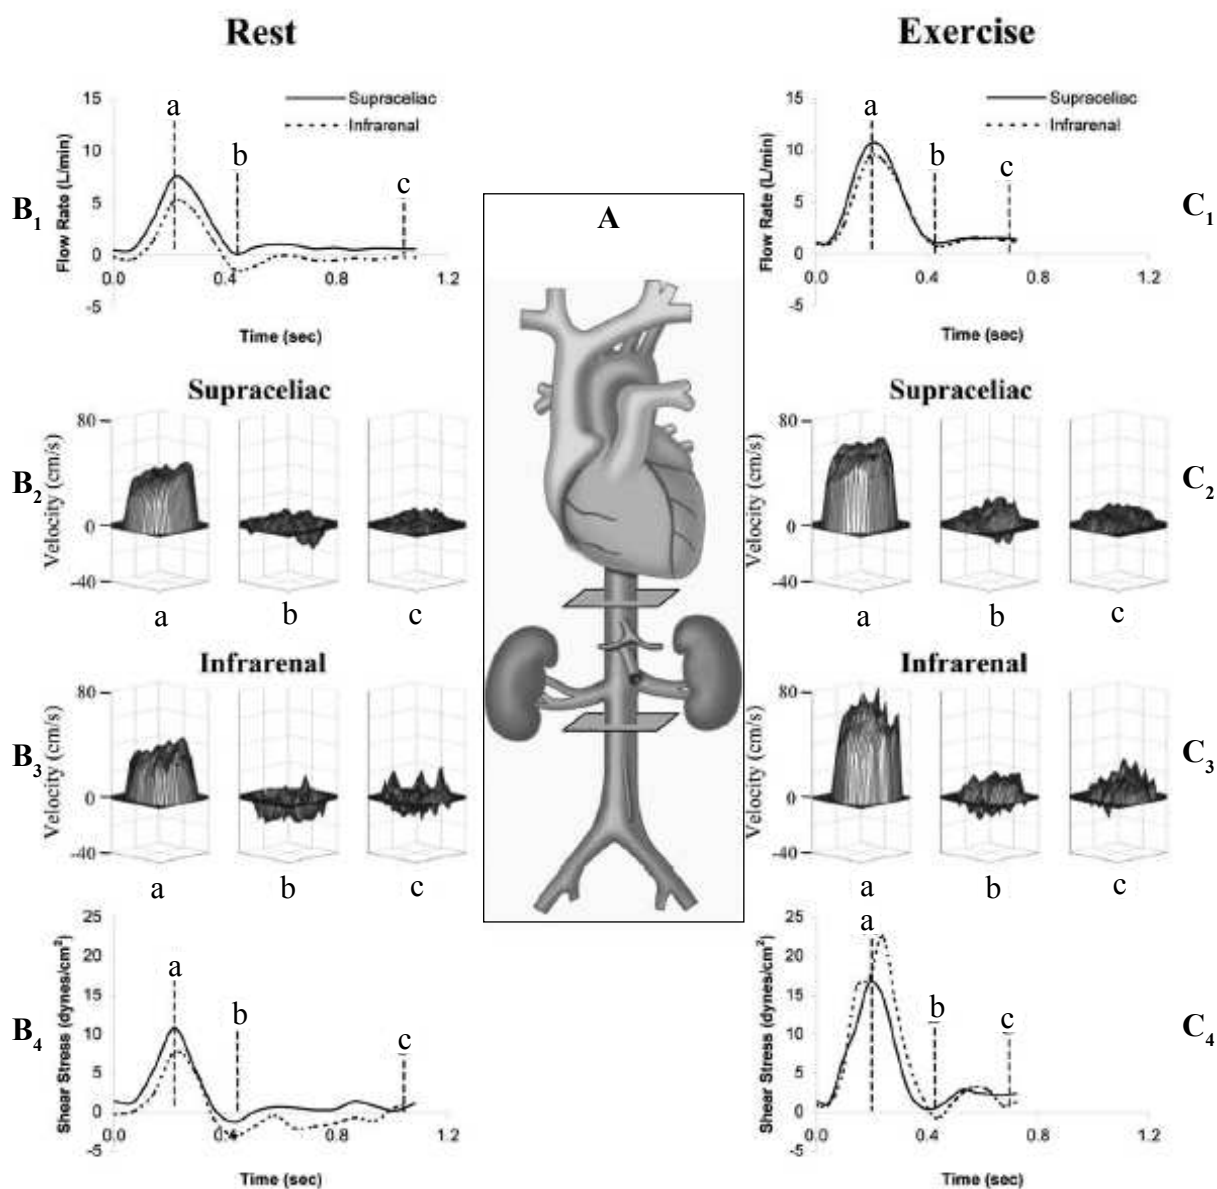 Rest
Exercise
15
10
5
0
-5
Flow Rate (L/min)
a
b
c
Supraceliac
Infrarenal
0.0
0.4
0.8
1.2
Time (sec)
B1
A
15
10
5
0
-5
Flow Rate (L/min)
a
b
c
Supraceliac
Infrarenal
0.0
0.4
0.8
1.2
Time (sec)
C1
Supraceliac
B2
Velocity (cm/s)
80
0
-40
a
b
c
Supraceliac
Velocity (cm/s)
80
0
-40
a
b
c
C2
Infrarenal
B3
Velocity (cm/s)
80
0
-40
a
b
c
Infrarenal
Velocity (cm/s)
80
0
-40
a
b
c
C3
B4
Shear Stress (dynes/cm²)
25
20
15
10
5
0
-5
a
b
c
0.0
0.4
0.8
1.2
Time (sec)
Shear Stress (dynes/cm²)
25
20
15
10
5
0
-5
a
b
c
0.0
0.4
0.8
1.2
Time (sec)
C4